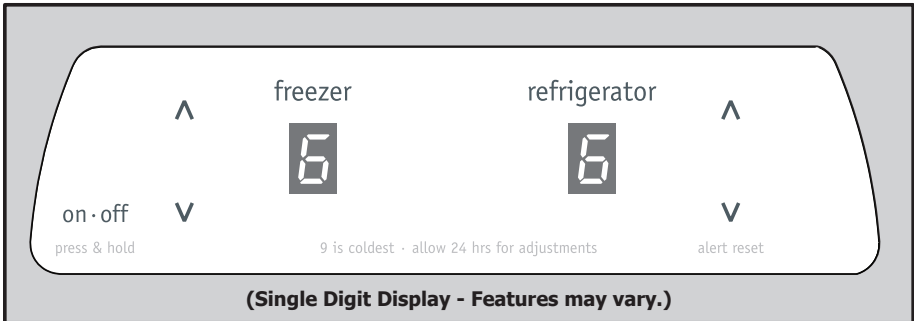 freezer refrigerator
∧ ∧
6 6
on·off ∨ ∨
press & hold 9 is coldest · allow 24 hrs for adjustments alert reset
(Single Digit Display - Features may vary.)